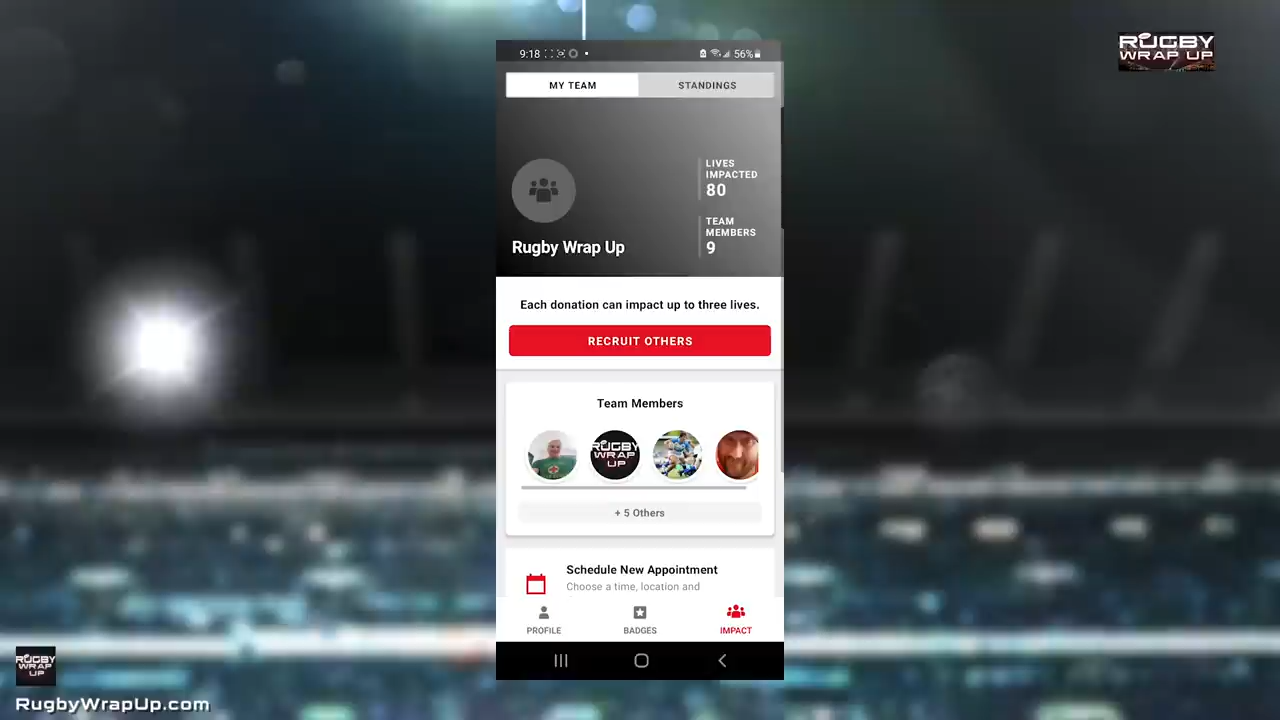 RUGBY
WRAP UP
9:18
56%
MY TEAM
STANDINGS
LIVES
IMPACTED
80
TEAM
MEMBERS
9
Rugby Wrap Up
Each donation can impact up to three lives.
RECRUIT OTHERS
Team Members
RUGBY
WRAP
UP
+ 5 Others
Schedule New Appointment
Choose a time, location and
PROFILE
BADGES
IMPACT
RUGBY
WRAP
UP
RugbyWrapUp.com